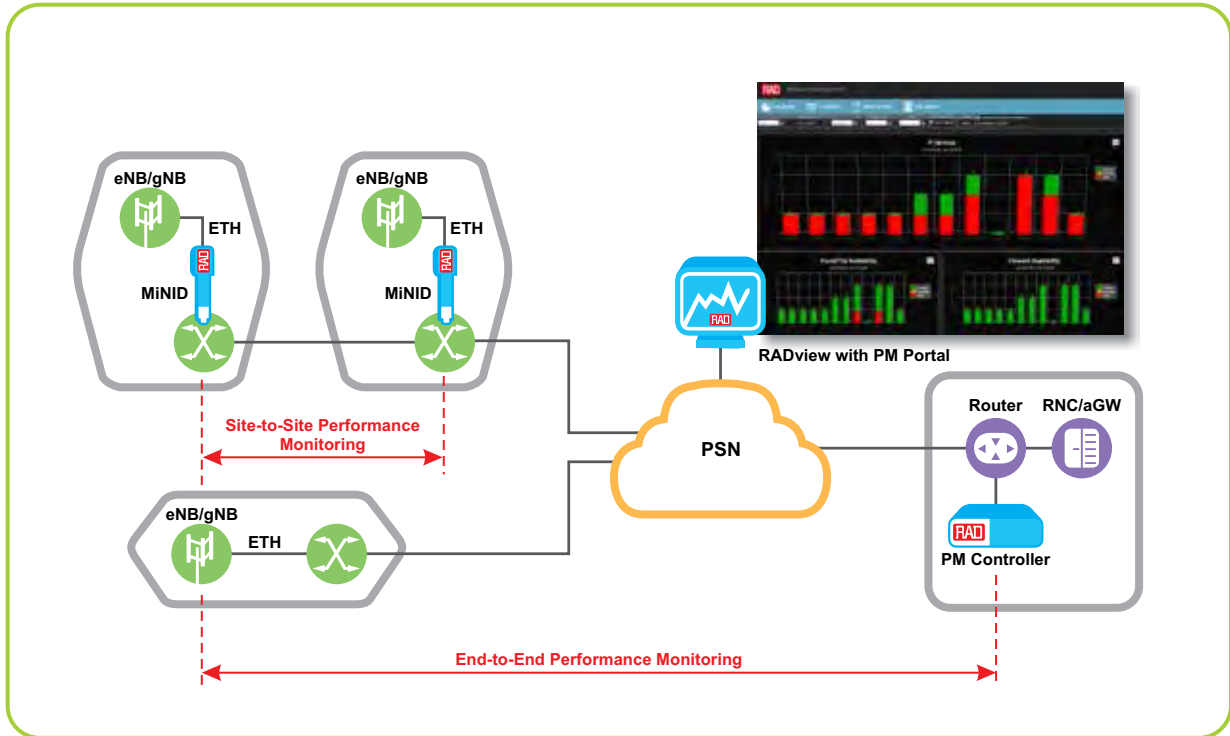 RAD
eNB/gNB
ETH
RAD
MiNID
eNB/gNB
ETH
RAD
MiNID
RAD
RADview with PM Portal
Site-to-Site Performance
Monitoring
PSN
Router
RNC/aGW
RAD
PM Controller
eNB/gNB
ETH
End-to-End Performance Monitoring